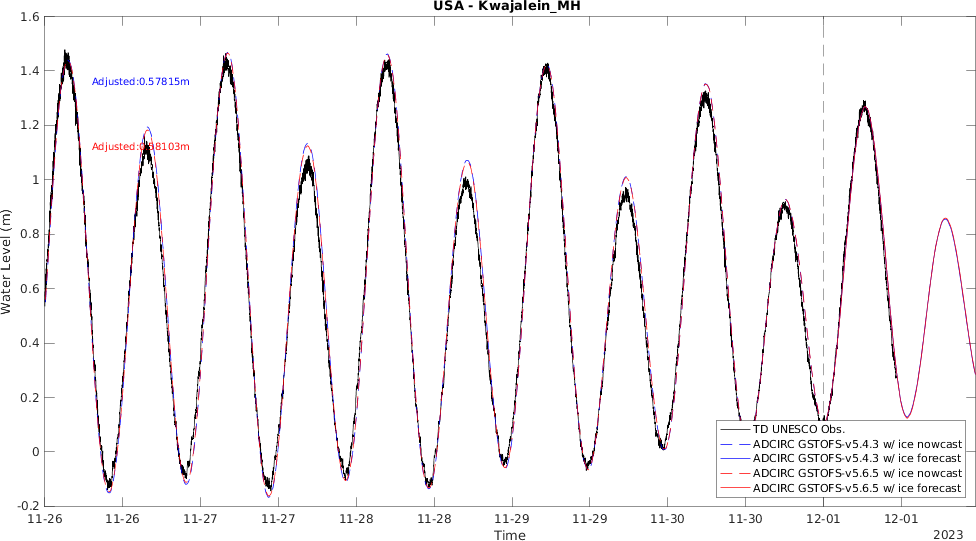 USA - Kwajalein_MH
1.6
1.4
1.2
1
0.8
0.6
0.4
0.2
0
-0.2
Water Level (m)
Adjusted:0.57815m
Adjusted:0.58103m
TD UNESCO Obs.
ADCIRC GSTOFS-v5.4.3 w/ ice nowcast
ADCIRC GSTOFS-v5.4.3 w/ ice forecast
ADCIRC GSTOFS-v5.6.5 w/ ice nowcast
ADCIRC GSTOFS-v5.6.5 w/ ice forecast
11-26 11-26 11-27 11-27 11-28 11-28 11-29 11-29 11-30 11-30 12-01 12-01
Time
2023